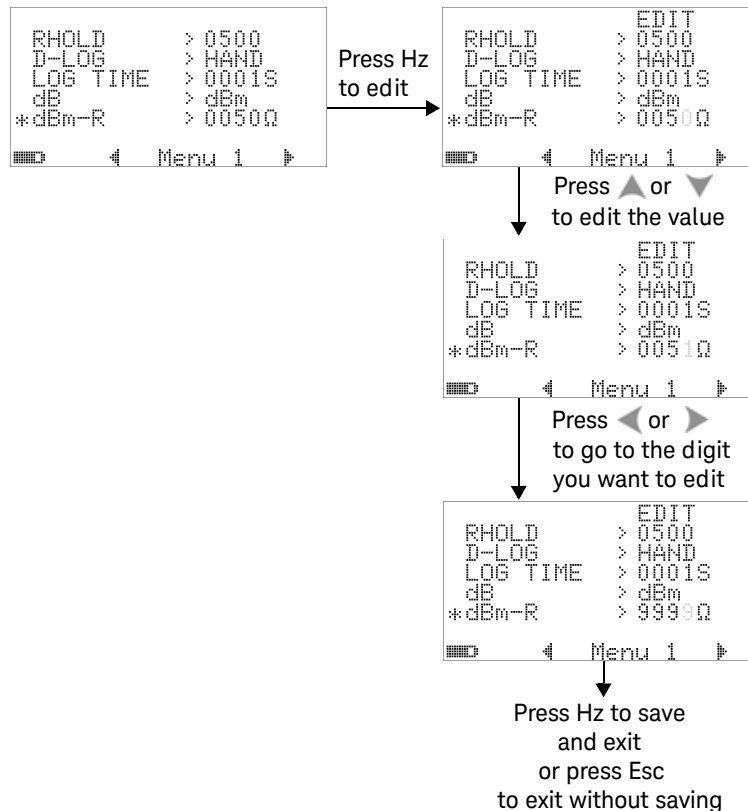 RHOLD > 0500
D-LOG > HAND
LOG TIME > 0001S
dB > dBm
*dBm-R > 0050Ω
Menu 1
Press Hz
to edit
EDIT
RHOLD > 0500
D-LOG > HAND
LOG TIME > 0001S
dB > dBm
*dBm-R > 0050Ω
Menu 1
Press or
to edit the value
EDIT
RHOLD > 0500
D-LOG > HAND
LOG TIME > 0001S
dB > dBm
*dBm-R > 0051Ω
Menu 1
Press or
to go to the digit
you want to edit
EDIT
RHOLD > 0500
D-LOG > HAND
LOG TIME > 0001S
dB > dBm
*dBm-R > 9999Ω
Menu 1
Press Hz to save
and exit
or press Esc
to exit without saving